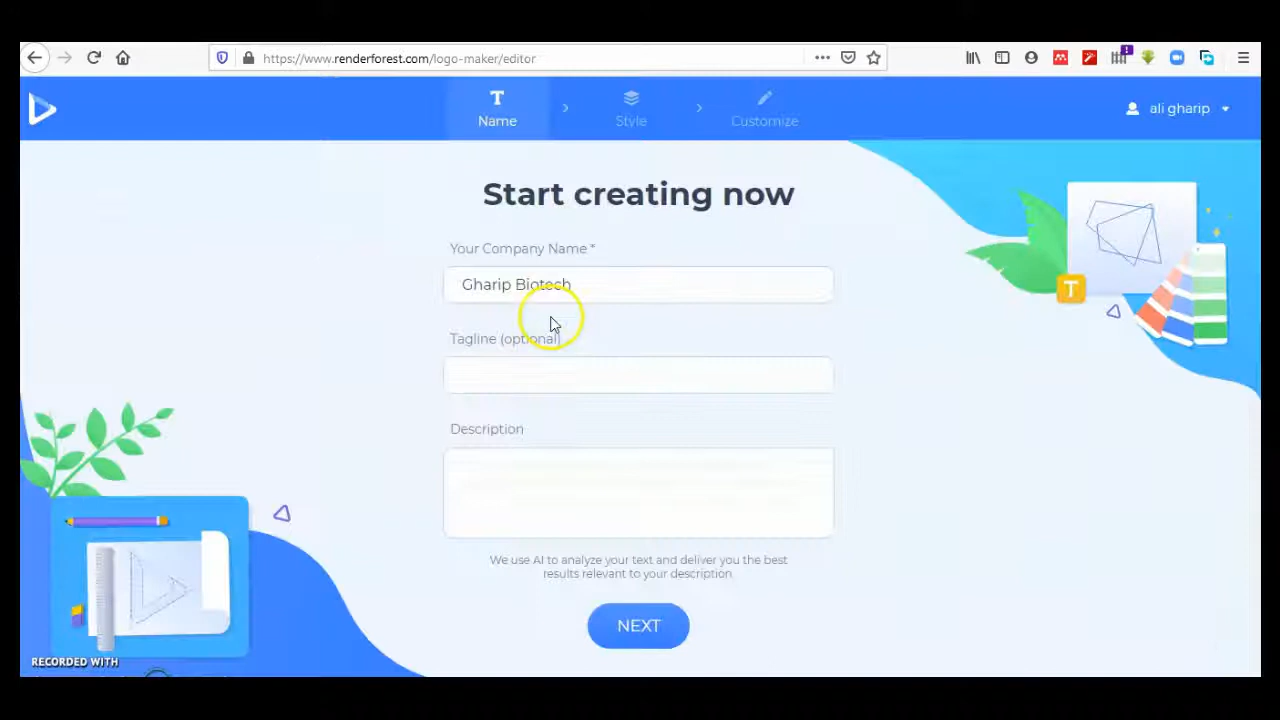 https://www.renderforest.com/logo-maker/editor
Name
Style
Customize
ali gharip
Start creating now
Your Company Name *
Gharip Biotech
Tagline (optional)
Description
We use AI to analyze your text and deliver you the best
results relevant to your description
NEXT
RECORDED WITH